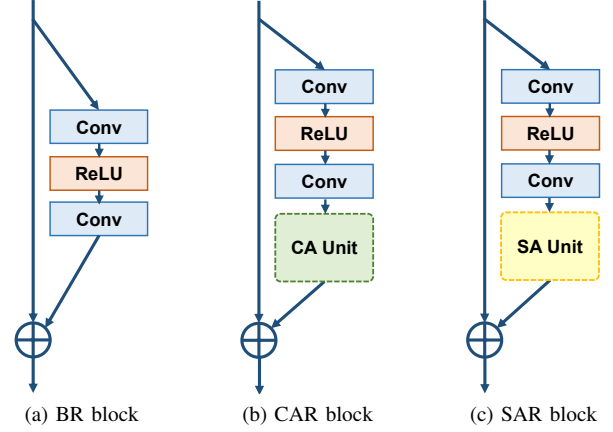 Conv
ReLU
Conv
(a) BR block
Conv
ReLU
Conv
CA Unit
(b) CAR block
Conv
ReLU
Conv
SA Unit
(c) SAR block